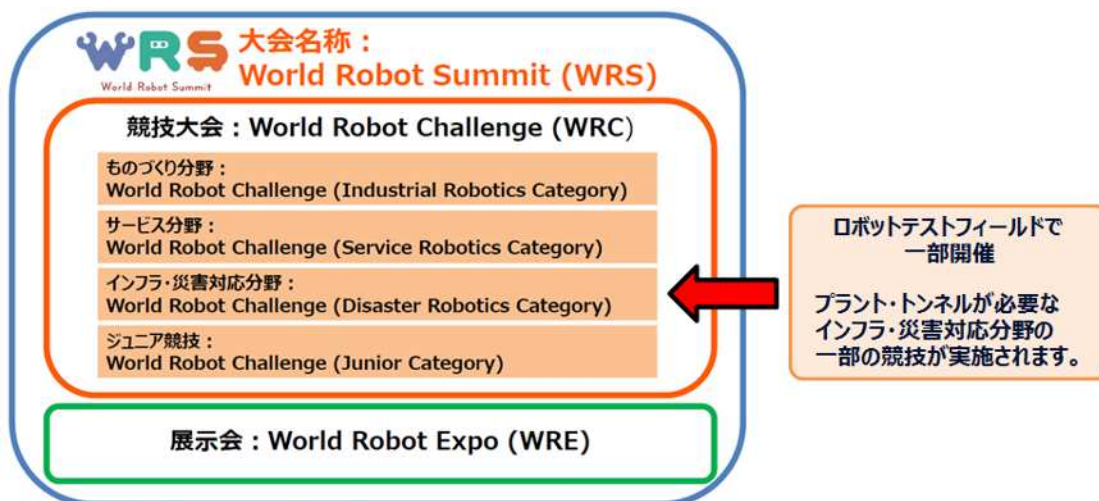 WRS
World Robot Summit
大会名称：
World Robot Summit (WRS)
競技大会：World Robot Challenge (WRC)
ものづくり分野：
World Robot Challenge (Industrial Robotics Category)
サービス分野：
World Robot Challenge (Service Robotics Category)
インフラ・災害対応分野：
World Robot Challenge (Disaster Robotics Category)
ジュニア競技：
World Robot Challenge (Junior Category)
展示会：World Robot Expo (WRE)
ロボットテストフィールドで
一部開催
プラント・トンネルが必要な
インフラ・災害対応分野の
一部の競技が実施されます。